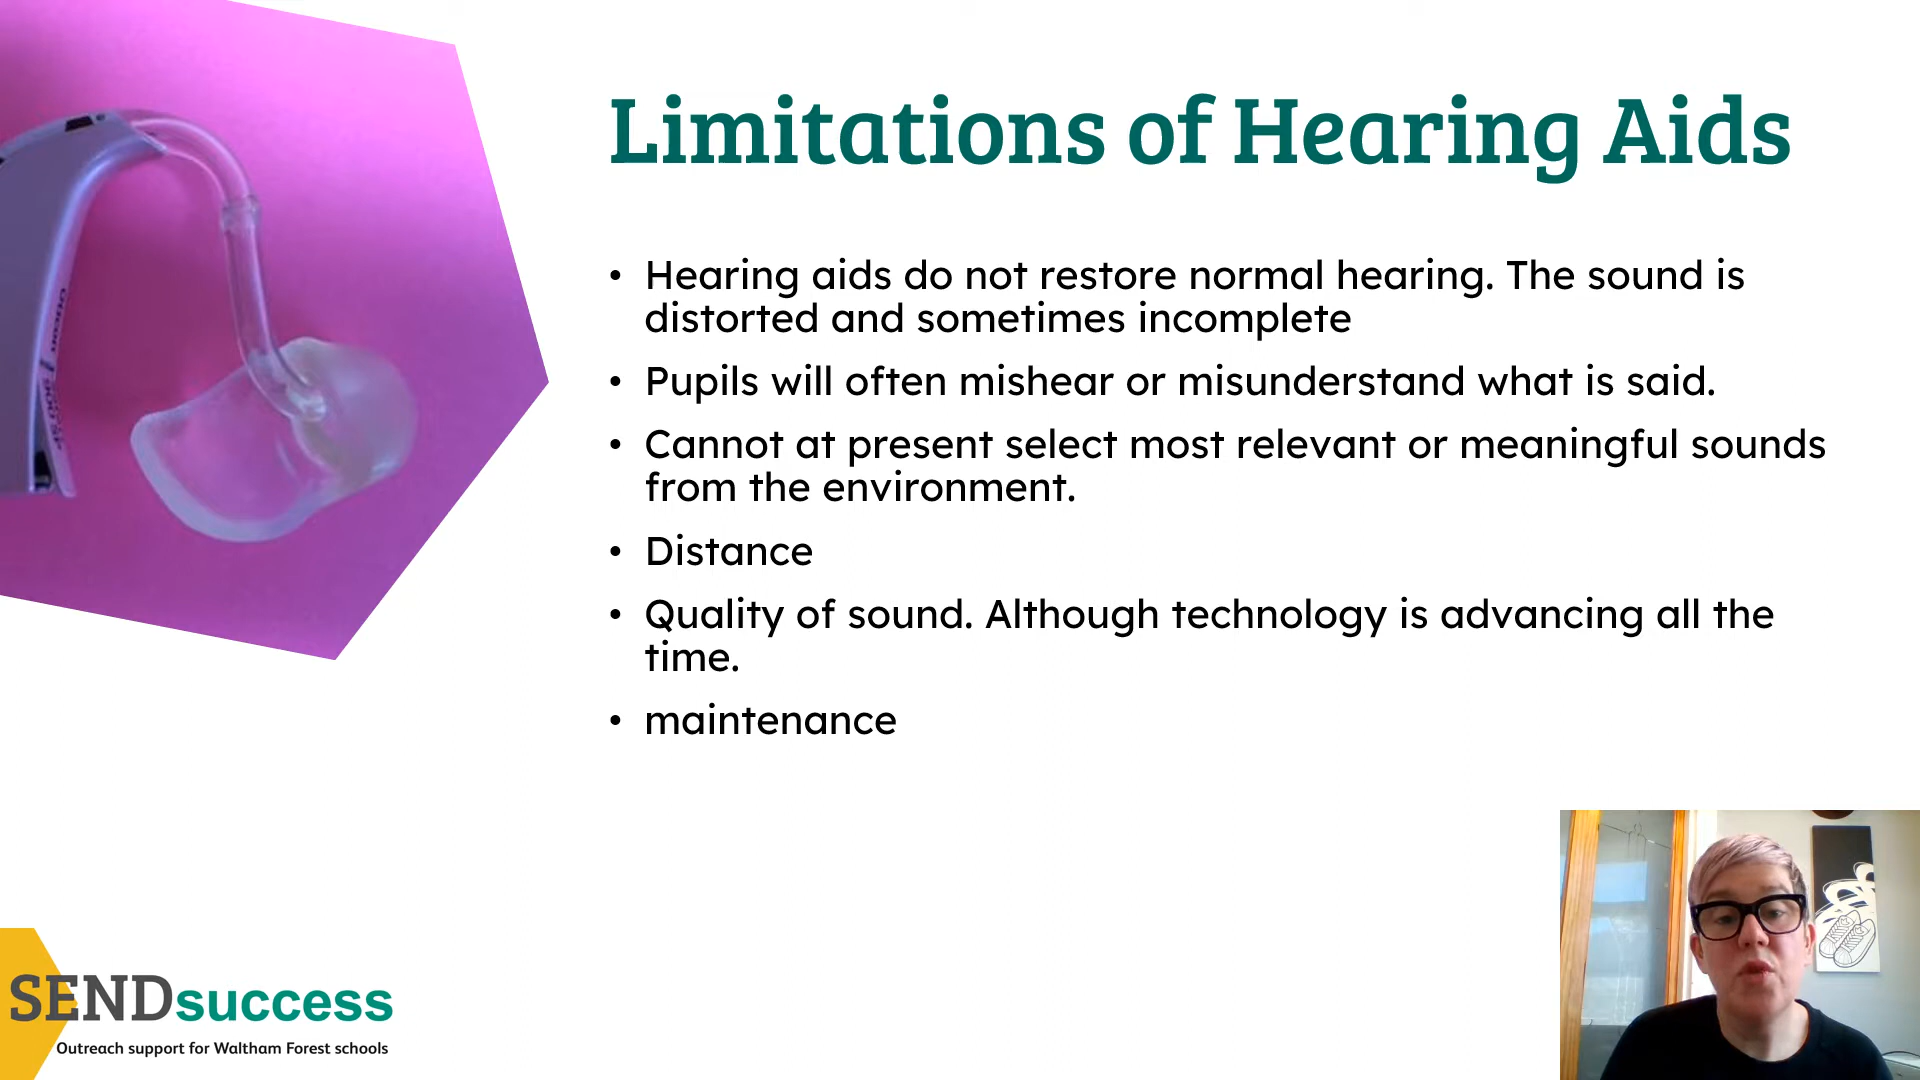 Limitations of Hearing Aids
• Hearing aids do not restore normal hearing. The sound is
distorted and sometimes incomplete
• Pupils will often mishear or misunderstand what is said.
• Cannot at present select most relevant or meaningful sounds
from the environment.
• Distance
• Quality of sound. Although technology is advancing all the
time.
• maintenance
SENDsuccess
Outreach support for Waltham Forest schools